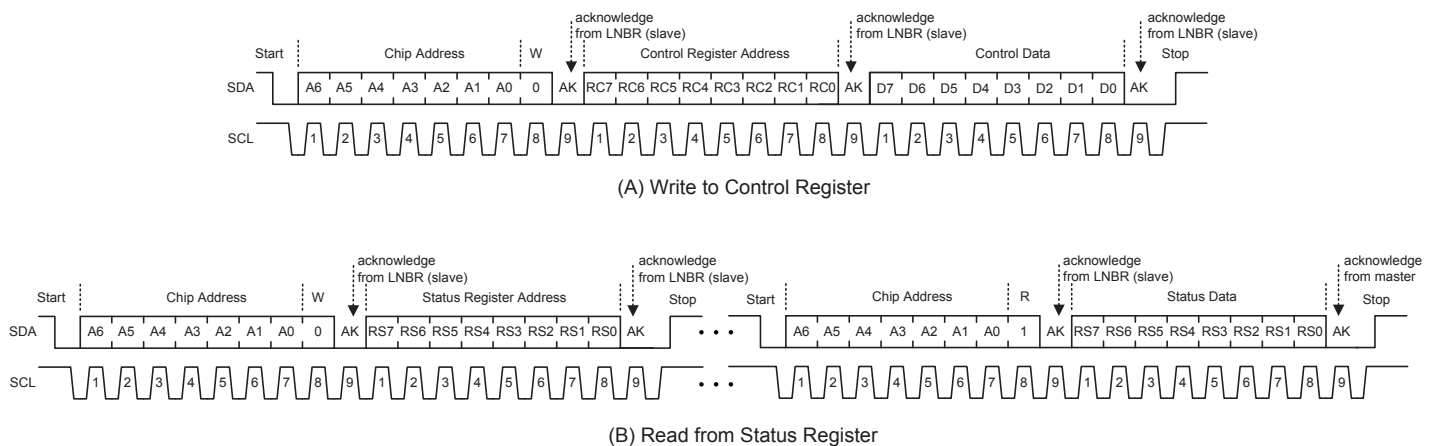 acknowledge acknowledge acknowledge
from LNBR (slave) from LNBR (slave) from LNBR (slave)
Start Chip Address W Control Register Address Control Data Stop
SDA A6 A5 A4 A3 A2 A1 A0 0 AK RC7 RC6 RC5 RC4 RC3 RC2 RC1 RC0 AK D7 D6 D5 D4 D3 D2 D1 D0 AK
SCL 1 2 3 4 5 6 7 8 9 1 2 3 4 5 6 7 8 9 1 2 3 4 5 6 7 8 9
(A) Write to Control Register
acknowledge acknowledge acknowledge acknowledge
from LNBR (slave) from LNBR (slave) from LNBR (slave) from master
Start Chip Address W Status Register Address Stop Start Chip Address R Status Data Stop
SDA A6 A5 A4 A3 A2 A1 A0 0 AK RS7 RS6 RS5 RS4 RS3 RS2 RS1 RS0 AK • • • A6 A5 A4 A3 A2 A1 A0 1 AK RS7 RS6 RS5 RS4 RS3 RS2 RS1 RS0 AK
SCL 1 2 3 4 5 6 7 8 9 1 2 3 4 5 6 7 8 9 • • • 1 2 3 4 5 6 7 8 9 1 2 3 4 5 6 7 8 9
(B) Read from Status Register